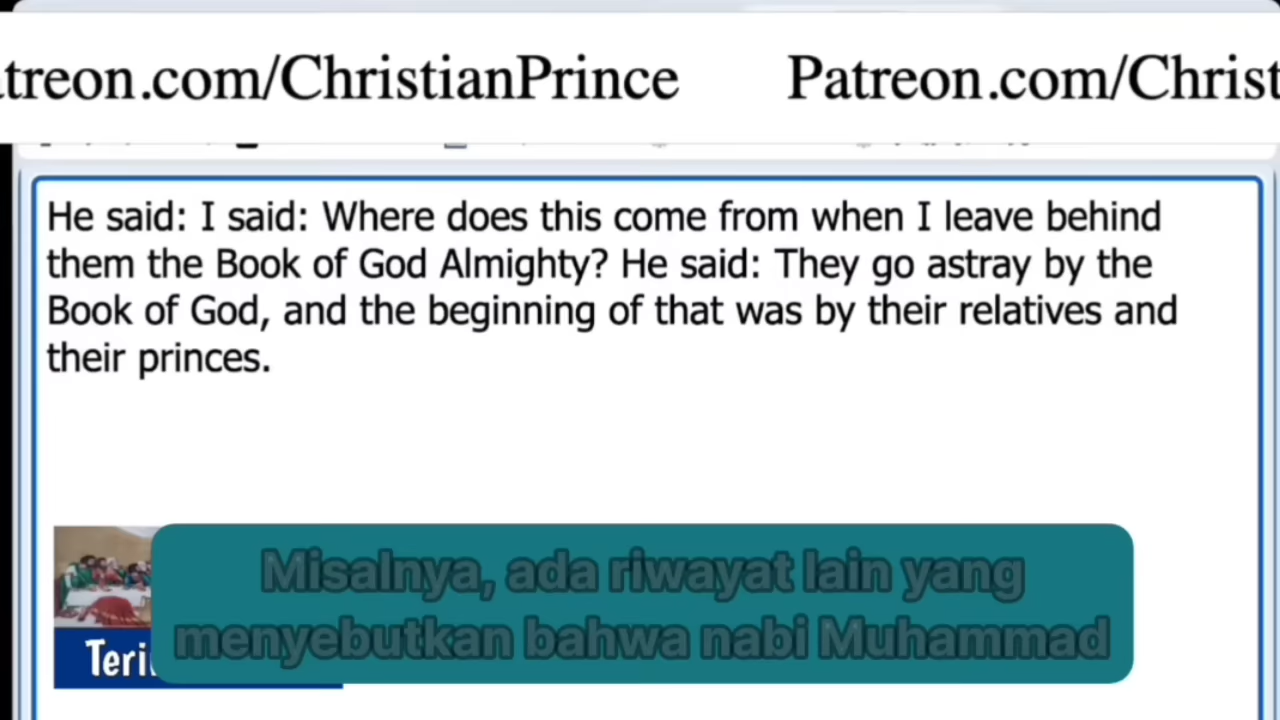 treon.com/ChristianPrince Patreon.com/Christ
He said: I said: Where does this come from when I leave behind
them the Book of God Almighty? He said: They go astray by the
Book of God, and the beginning of that was by their relatives and
their princes.
Misalnya, ada riwayat lain yang
menyebutkan bahwa nabi Muhammad
Teri